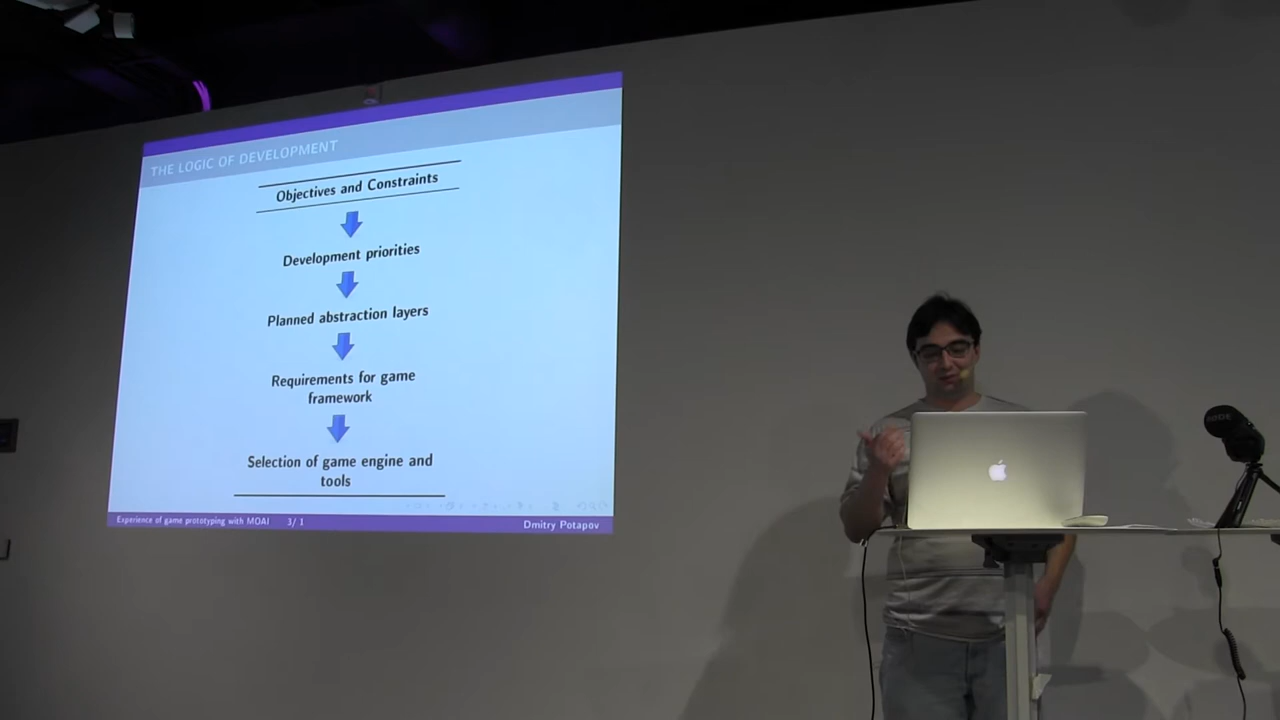 THE LOGIC OF DEVELOPMENT
Objectives and Constraints
Development priorities
Planned abstraction layers
Requirements for game
framework
Selection of game engine and
tools
Experience of game prototyping with MOAI 3/1
Dmitry Potapov
RØDE